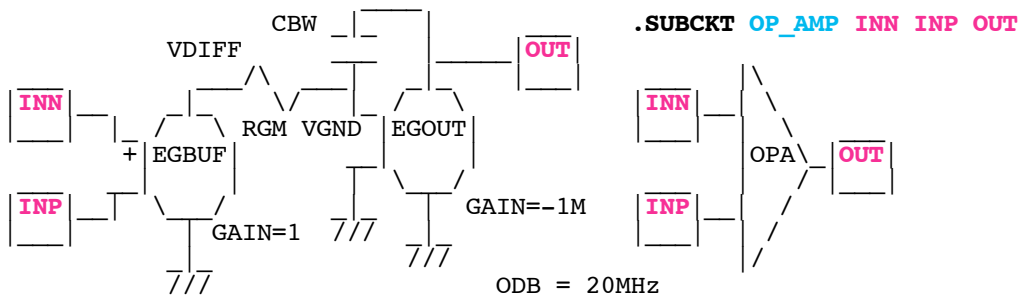 CBW
.SUBCKT OP_AMP INN INP OUT
VDIFF
OUT
INN
INN
RGM VGND EGOUT
+ EGBUF
OPA
OUT
INP
INP
GAIN=-1M
GAIN=1
ODB = 20MHz